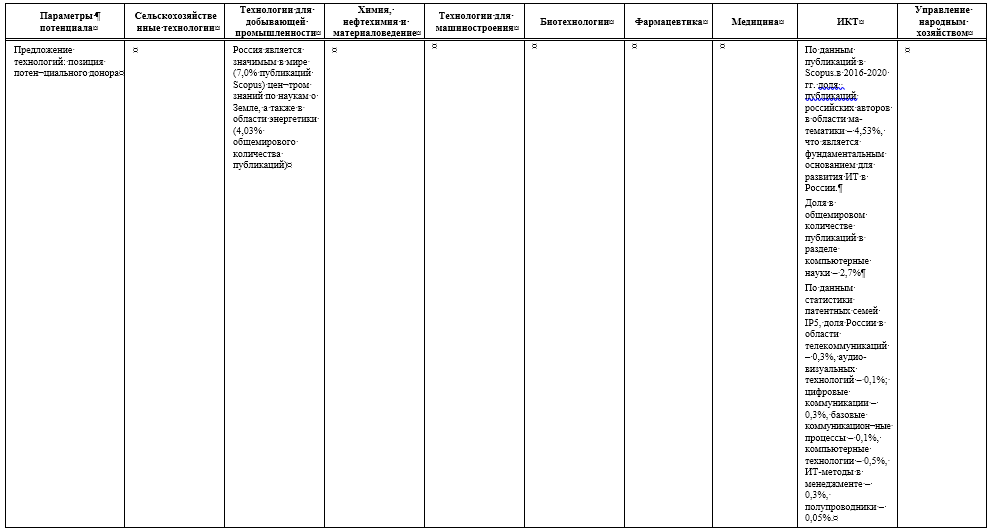 Параметры¶
потенциала¤
Сельскохозяйстве
нные·технологии¤
Технологии·для·
добывающей·
промышленности¤
Химия,·
нефтехимия·и·
материаловедение¤
Технологии·для·
машиностроения¤
Биотехнологии¤
Фармацевтика¤
Медицина¤
ИКТ¤
Управление·
народным·
хозяйством¤
Предложение·
технологий:·позиция·
потен¬циального·донора¤
¤
Россия·является·
значимым·в·мире·
(7,0%·публикаций·
Scopus)·цен¬тром·
знаний·по·наукам·о·
Земле,·а·также·в·
области·энергетики·
(4,03%·
общемирового·
количества·
публикаций)¤
¤
¤
¤
¤
¤
По·данным·
публикаций·в·
Scopus.в·2016-2020·
гг.·доля··
публикаций·
российских·авторов·
в·области·ма-
тематики·–·4,53%,·
что·является·
фундаментальным·
основанием·для·
развития·ИТ·в·
России.¶
Доля·в·
общемировом·
количестве·
публикаций·в·
разделе·
компьютерные·
науки·–·2,7%¶
По·данным·
статистики·
патентных·семей·
IP5,·доля·России·в·
области·
телекоммуникаций·
–·0,3%,·аудио-
визуальных·
технологий·–·0,1%;·
цифровые·
коммуникации·–·
0,3%,·базовые·
коммуникацион¬ные·
процессы·–·0,1%,·
компьютерные·
технологии·–·0,5%,·
ИТ-методы·в·
менеджменте·–·
0,3%,·
полупроводники·–·
0,05%.¤
¤